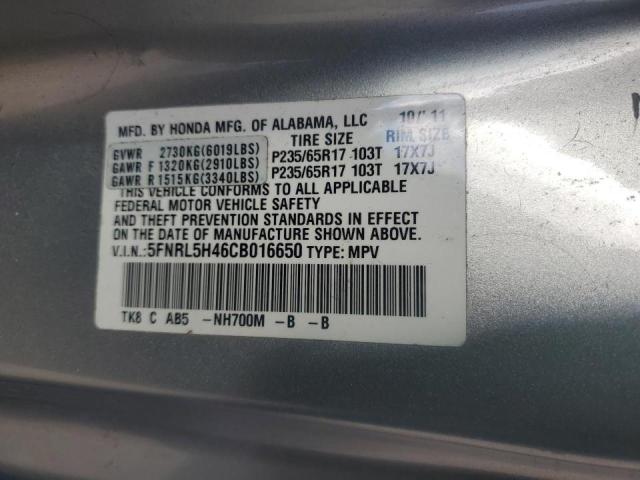 MFD. BY HONDA MFG. OF ALABAMA, LLC 10/11
TIRE SIZE RIM SIZE
GVWR 2730KG(6019LBS)
GAWR F 1320KG(2910LBS) P235/65R17 103T 17X7J
GAWR R 1515KG(3340LBS) P235/65R17 103T 17X7J
THIS VEHICLE CONFORMS TO ALL APPLICABLE
FEDERAL MOTOR VEHICLE SAFETY
AND THEFT PREVENTION STANDARDS IN EFFECT
ON THE DATE OF MANUFACTURE SHOWN ABOVE.
V.I.N.:5FNRL5H46CB016650 TYPE: MPV
TK8 C AB5 -NH700M -B -B